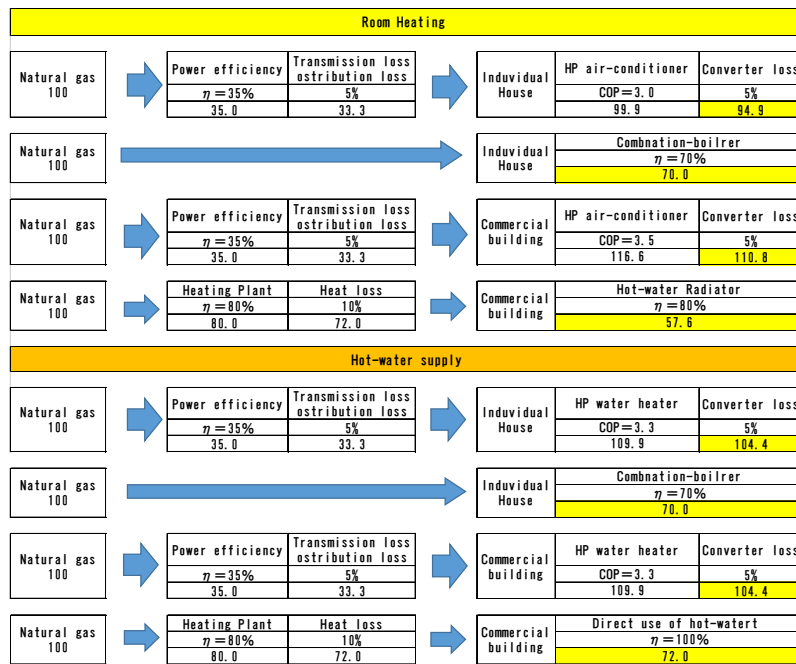 Room Heating
Natural gas
100
Power efficiency
η=35%
35.0
Transmission loss
ostribution loss
5%
33.3
Induvidual
House
HP air-conditioner
COP=3.0
99.9
Converter loss
5%
94.9
Natural gas
100
Induvidual
House
Combnation-boilrer
η=70%
70.0
Natural gas
100
Power efficiency
η=35%
35.0
Transmission loss
ostribution loss
5%
33.3
Commercial
building
HP air-conditioner
COP=3.5
116.6
Converter loss
5%
110.8
Natural gas
100
Heating Plant
η=80%
80.0
Heat loss
10%
72.0
Commercial
building
Hot-water Radiator
η=80%
57.6
Hot-water supply
Natural gas
100
Power efficiency
η=35%
35.0
Transmission loss
ostribution loss
5%
33.3
Induvidual
House
HP water heater
COP=3.3
109.9
Converter loss
5%
104.4
Natural gas
100
Induvidual
House
Combnation-boilrer
η=70%
70.0
Natural gas
100
Power efficiency
η=35%
35.0
Transmission loss
ostribution loss
5%
33.3
Commercial
building
HP water heater
COP=3.3
109.9
Converter loss
5%
104.4
Natural gas
100
Heating Plant
η=80%
80.0
Heat loss
10%
72.0
Commercial
building
Direct use of hot-watert
η=100%
72.0